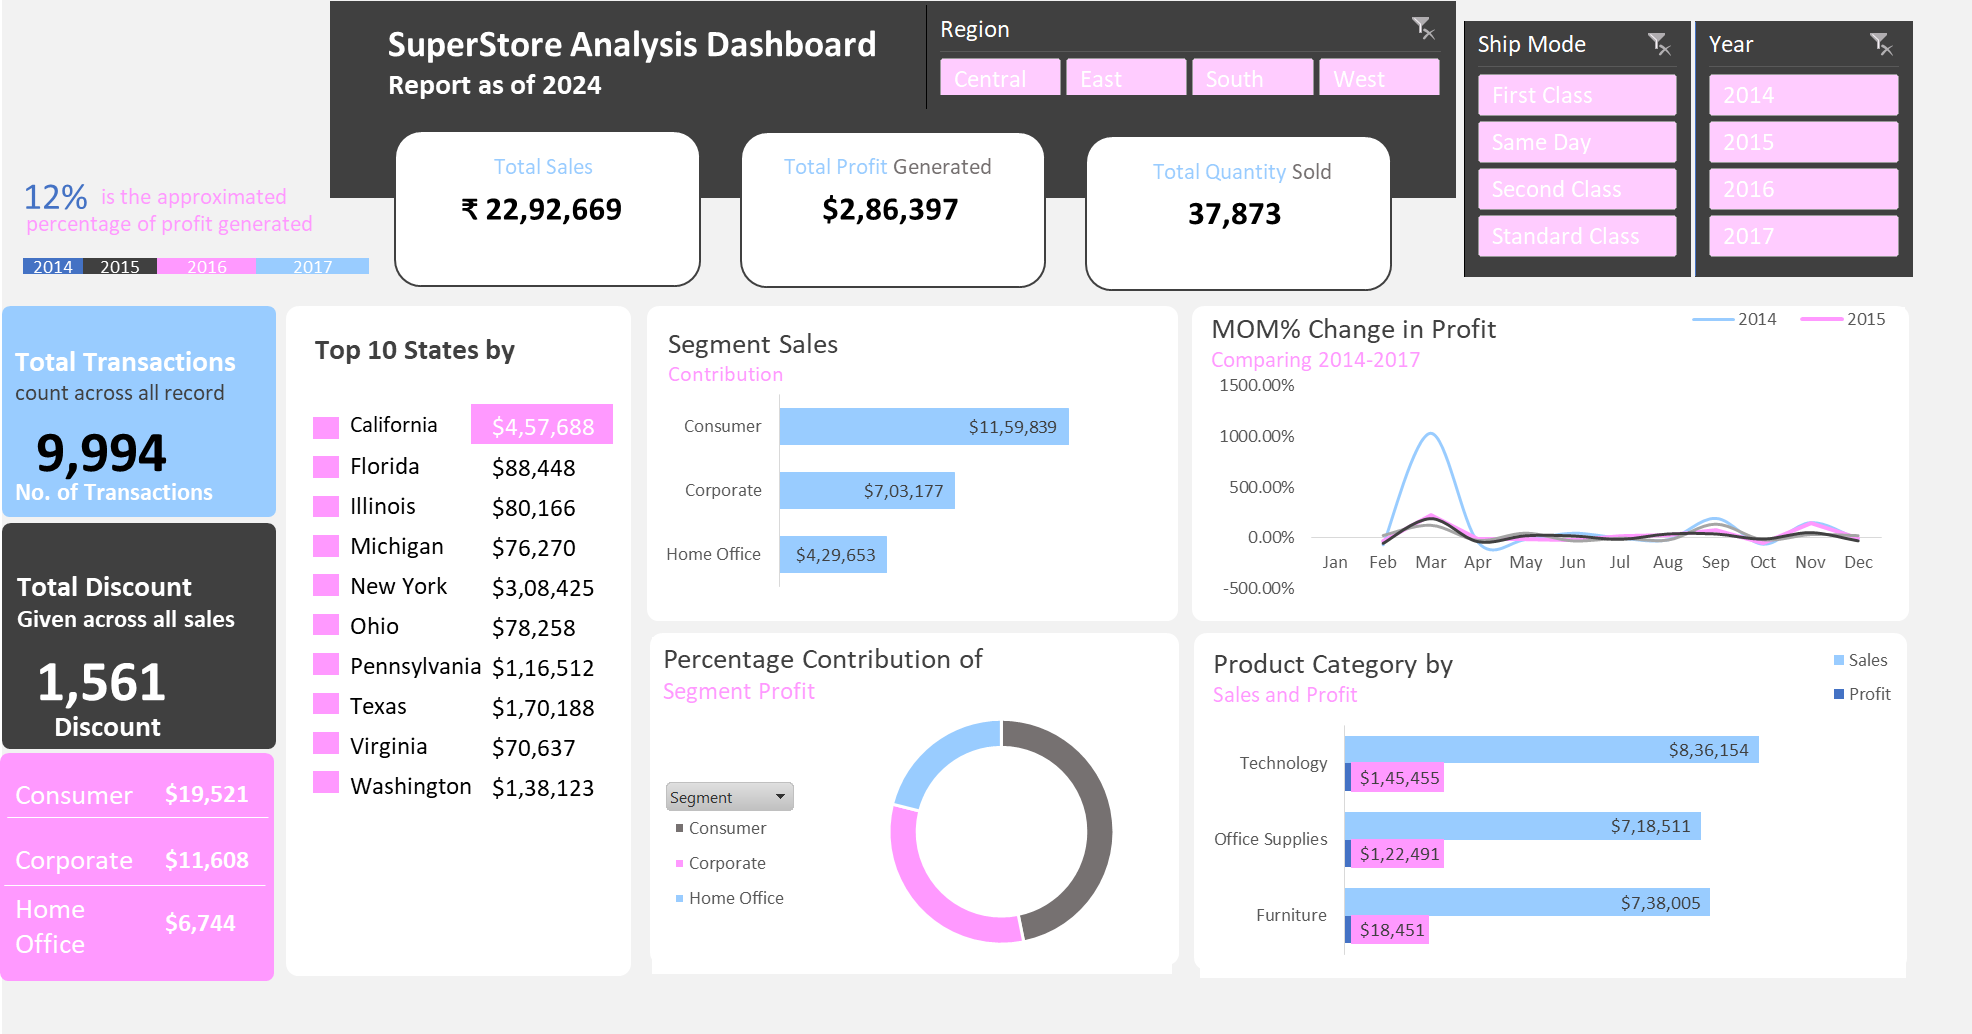 SuperStore Analysis Dashboard
Report as of 2024
Region
Central
East
South
West
Ship Mode
First Class
Same Day
Second Class
Standard Class
Year
2014
2015
2016
2017
Total Sales
₹ 22,92,669
Total Profit Generated
$2,86,397
Total Quantity Sold
37,873
12% is the approximated
percentage of profit generated
2014 2015 2016 2017
Total Transactions
count across all record
9,994
No. of Transactions
Total Discount
Given across all sales
1,561
Discount
Consumer $19,521
Corporate $11,608
Home
Office
$6,744
Top 10 States by
California $4,57,688
Florida $88,448
Illinois $80,166
Michigan $76,270
New York $3,08,425
Ohio $78,258
Pennsylvania $1,16,512
Texas $1,70,188
Virginia $70,637
Washington $1,38,123
Segment Sales
Contribution
Consumer $11,59,839
Corporate $7,03,177
Home Office $4,29,653
MOM% Change in Profit
Comparing 2014-2017
2014 2015
1500.00%
1000.00%
500.00%
0.00%
Jan Feb Mar Apr May Jun Jul Aug Sep Oct Nov Dec
-500.00%
Percentage Contribution of
Segment Profit
Segment
Consumer
Corporate
Home Office
Product Category by
Sales and Profit
Sales
Profit
Technology
$8,36,154
$1,45,455
Office Supplies
$7,18,511
$1,22,491
Furniture
$7,38,005
$18,451